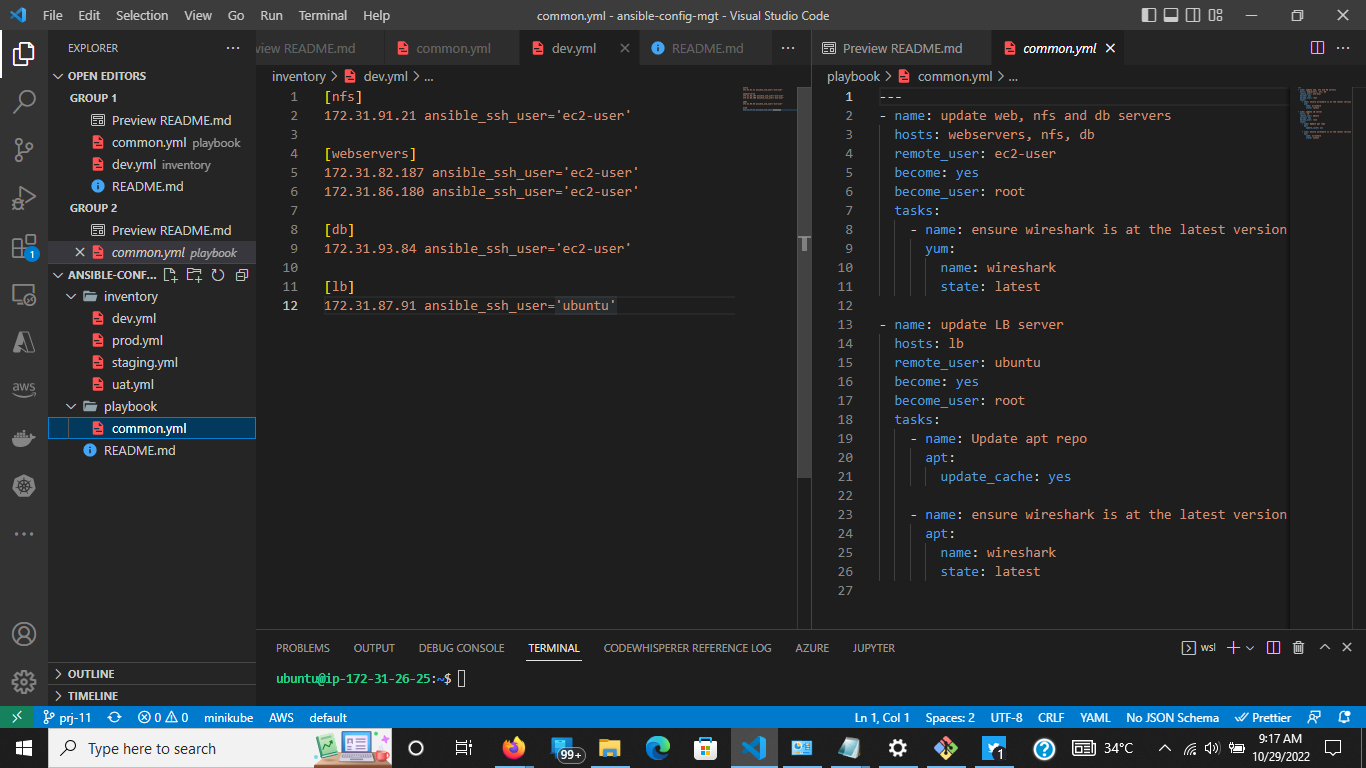 File Edit Selection View Go Run Terminal Help common.yml - ansible-config-mgt - Visual Studio Code
EXPLORER
OPEN EDITORS
GROUP 1
Preview README.md
common.yml playbook
dev.yml inventory
README.md
GROUP 2
Preview README.md
common.yml playbook
ANSIBLE-CONF...
inventory
dev.yml
prod.yml
staging.yml
uat.yml
playbook
common.yml
README.md
OUTLINE
TIMELINE
1
aws
view README.md common.yml dev.yml README.md
inventory > dev.yml > ...
1 [nfs]
2 172.31.91.21 ansible_ssh_user='ec2-user'
3
4 [webservers]
5 172.31.82.187 ansible_ssh_user='ec2-user'
6 172.31.86.180 ansible_ssh_user='ec2-user'
7
8 [db]
9 172.31.93.84 ansible_ssh_user='ec2-user'
10
11 [lb]
12 172.31.87.91 ansible_ssh_user='ubuntu'
Preview README.md common.yml
playbook > common.yml > ...
1 ---
2 - name: update web, nfs and db servers
3 hosts: webservers, nfs, db
4 remote_user: ec2-user
5 become: yes
6 become_user: root
7 tasks:
8 - name: ensure wireshark is at the latest version
9 yum:
10 name: wireshark
11 state: latest
12
13 - name: update LB server
14 hosts: lb
15 remote_user: ubuntu
16 become: yes
17 become_user: root
18 tasks:
19 - name: Update apt repo
20 apt:
21 update_cache: yes
22
23 - name: ensure wireshark is at the latest version
24 apt:
25 name: wireshark
26 state: latest
27
PROBLEMS OUTPUT DEBUG CONSOLE TERMINAL CODEWHISPERER REFERENCE LOG AZURE JUPYTER wsl
ubuntu@ip-172-31-26-25:~$
prj-11 0 0 minikube AWS default Ln 1, Col 1 Spaces: 2 UTF-8 CRLF YAML No JSON Schema Prettier
Type here to search
99+
1
34°C
9:17 AM
10/29/2022